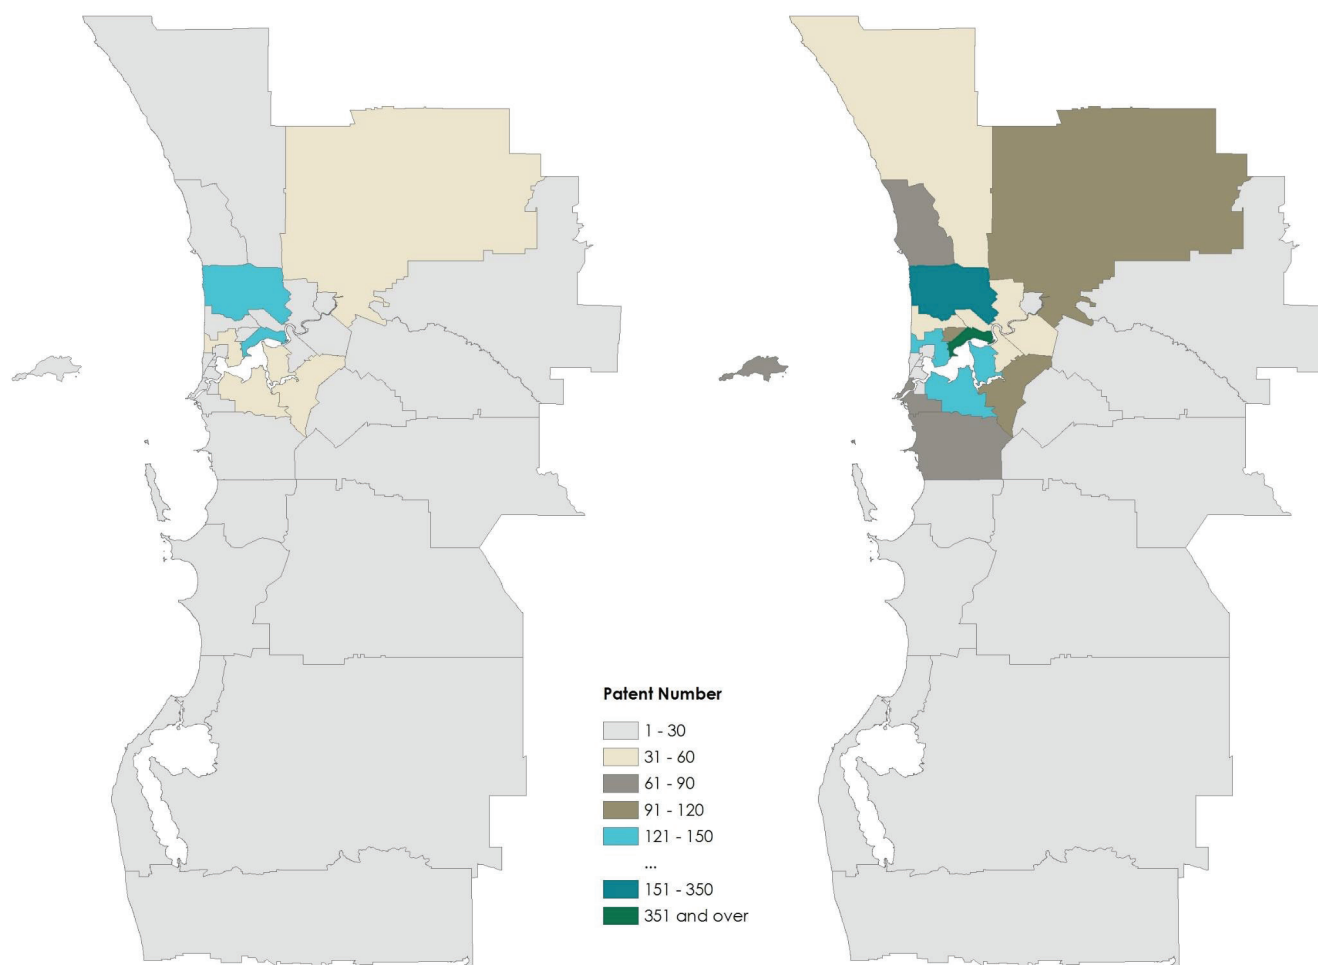 Patent Number
1 - 30
31 - 60
61 - 90
91 - 120
121 - 150
...
151 - 350
351 and over